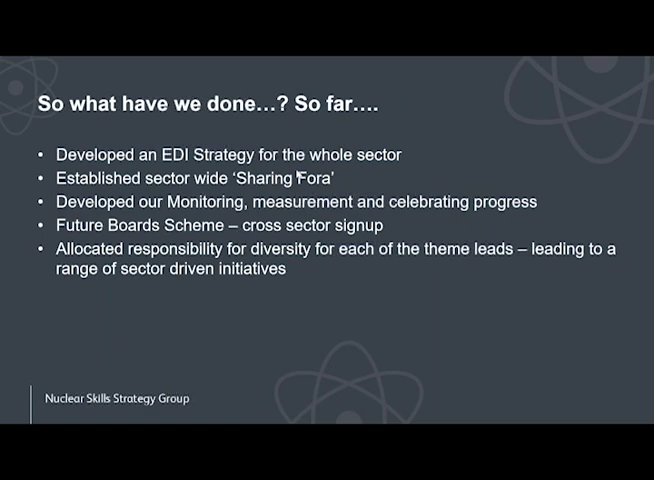 So what have we done…? So far….
• Developed an EDI Strategy for the whole sector
• Established sector wide ‘Sharing Fora’
• Developed our Monitoring, measurement and celebrating progress
• Future Boards Scheme – cross sector signup
• Allocated responsibility for diversity for each of the theme leads – leading to a
range of sector driven initiatives
Nuclear Skills Strategy Group